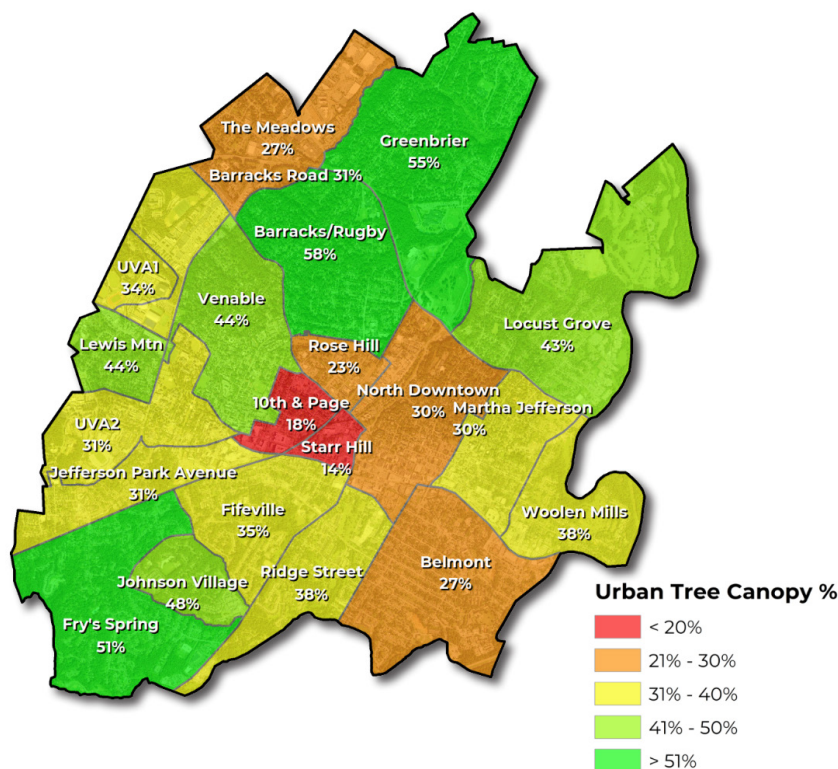 The Meadows
27%
Greenbrier
55%
Barracks Road 31%
Barracks/Rugby
58%
UVA1
34%
Venable
44%
Locust Grove
43%
Lewis Mtn
44%
Rose Hill
23%
North Downtown
30%
10th & Page
18%
Martha Jefferson
30%
UVA2
31%
Starr Hill
14%
Jefferson Park Avenue
31%
Fifeville
35%
Woolen Mills
38%
Belmont
27%
Ridge Street
38%
Johnson Village
48%
Fry's Spring
51%
Urban Tree Canopy %
< 20%
21% - 30%
31% - 40%
41% - 50%
> 51%